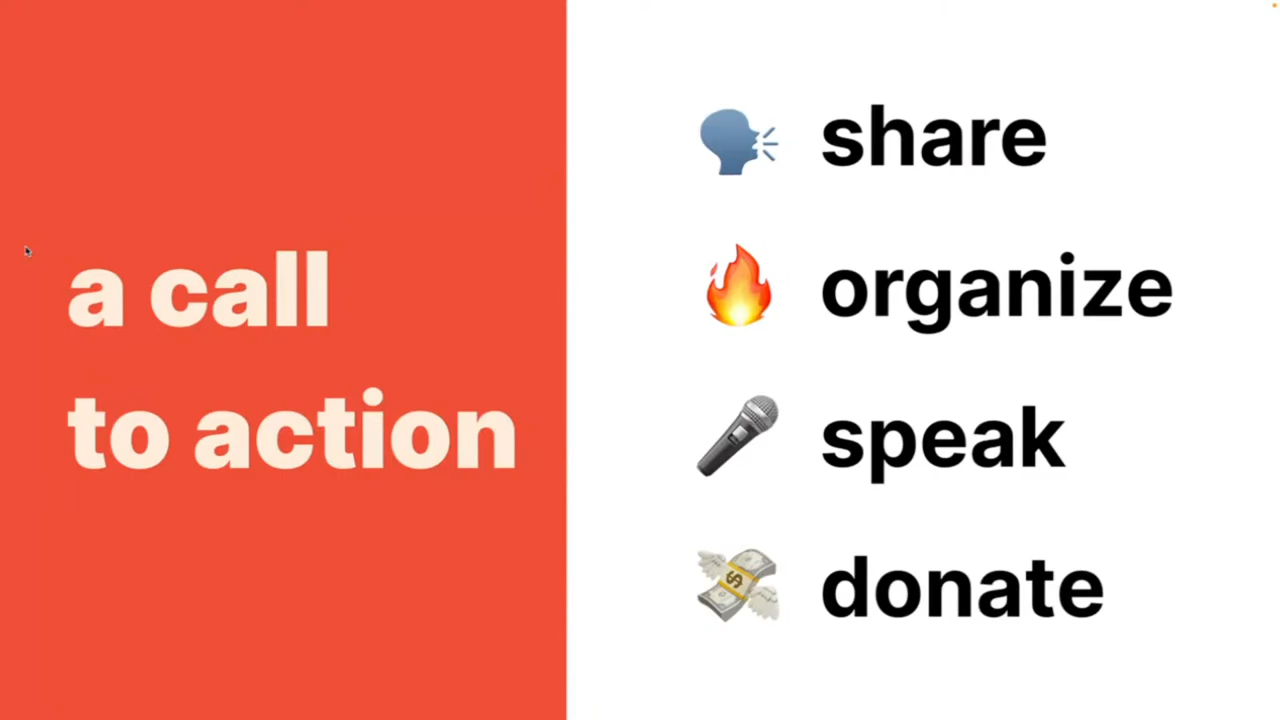 a call
to action
share
organize
speak
donate